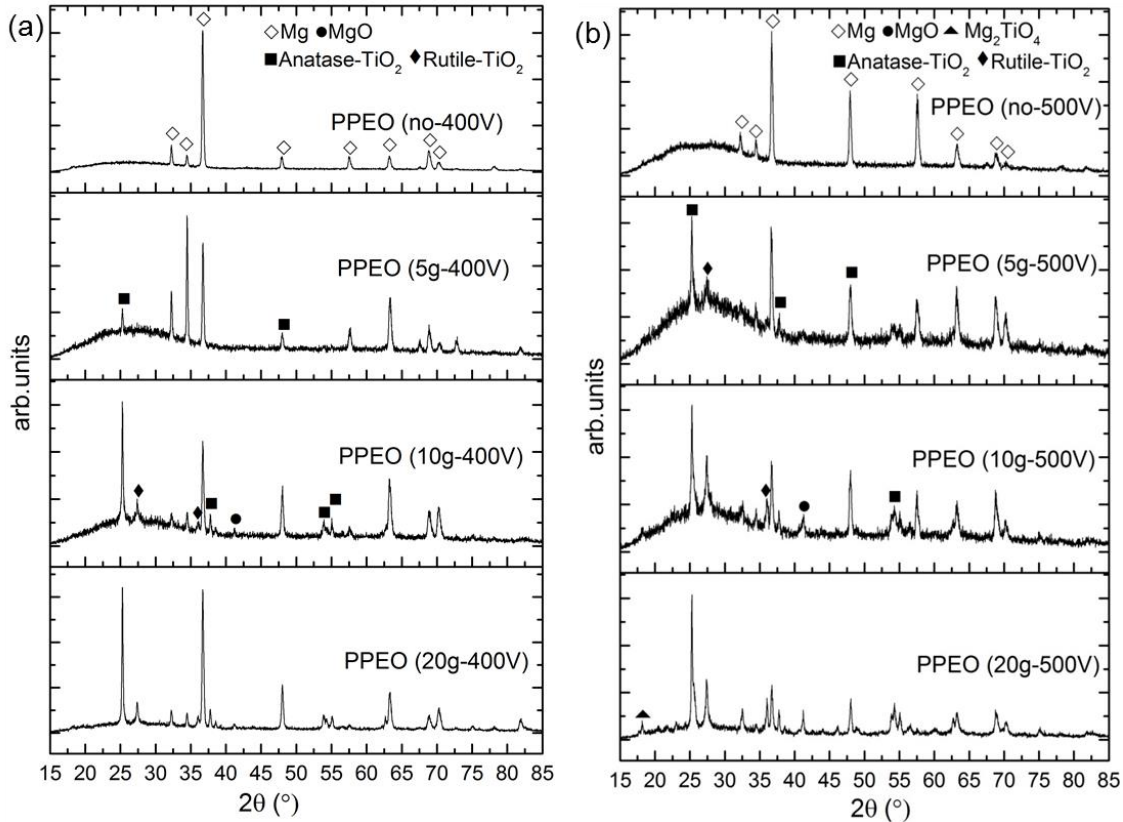 (a)
◇Mg ●MgO
■Anatase-TiO₂ ♦Rutile-TiO₂
PPEO (no-400V)
PPEO (5g-400V)
PPEO (10g-400V)
PPEO (20g-400V)
arb.units
15 20 25 30 35 40 45 50 55 60 65 70 75 80 85
2θ (°)
(b)
◇Mg ●MgO ▲Mg₂TiO₄
■Anatase-TiO₂ ♦Rutile-TiO₂
PPEO (no-500V)
PPEO (5g-500V)
PPEO (10g-500V)
PPEO (20g-500V)
arb.units
15 20 25 30 35 40 45 50 55 60 65 70 75 80 85
2θ (°)